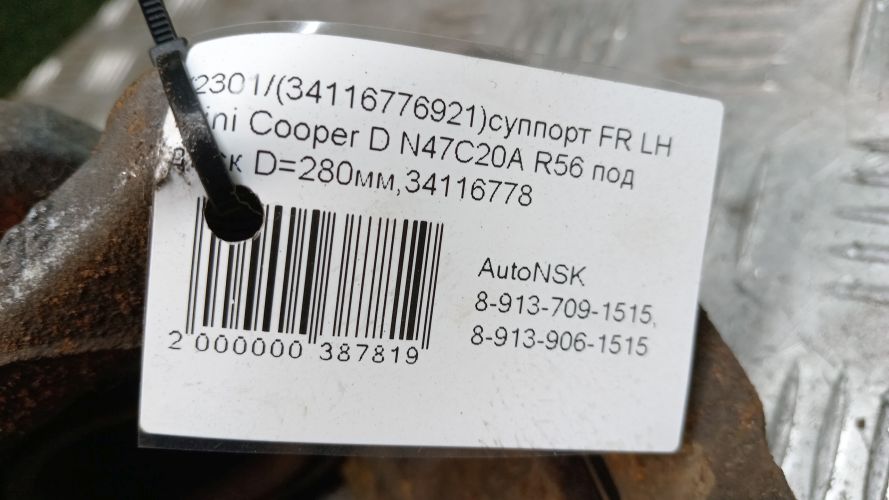 2301/(34116776921)суппорт FR LH
ini Cooper D N47C20A R56 под
D=280мм,34116778
AutoNSK
8-913-709-1515,
8-913-906-1515
2 000000 387819